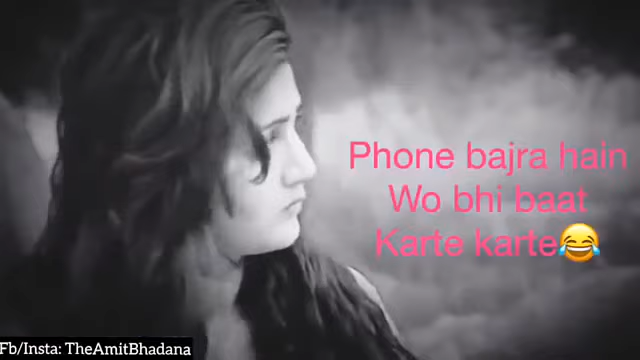 Phone bajra hain
Wo bhi baat
Karte karte😂
Fb/Insta: TheAmitBhadana